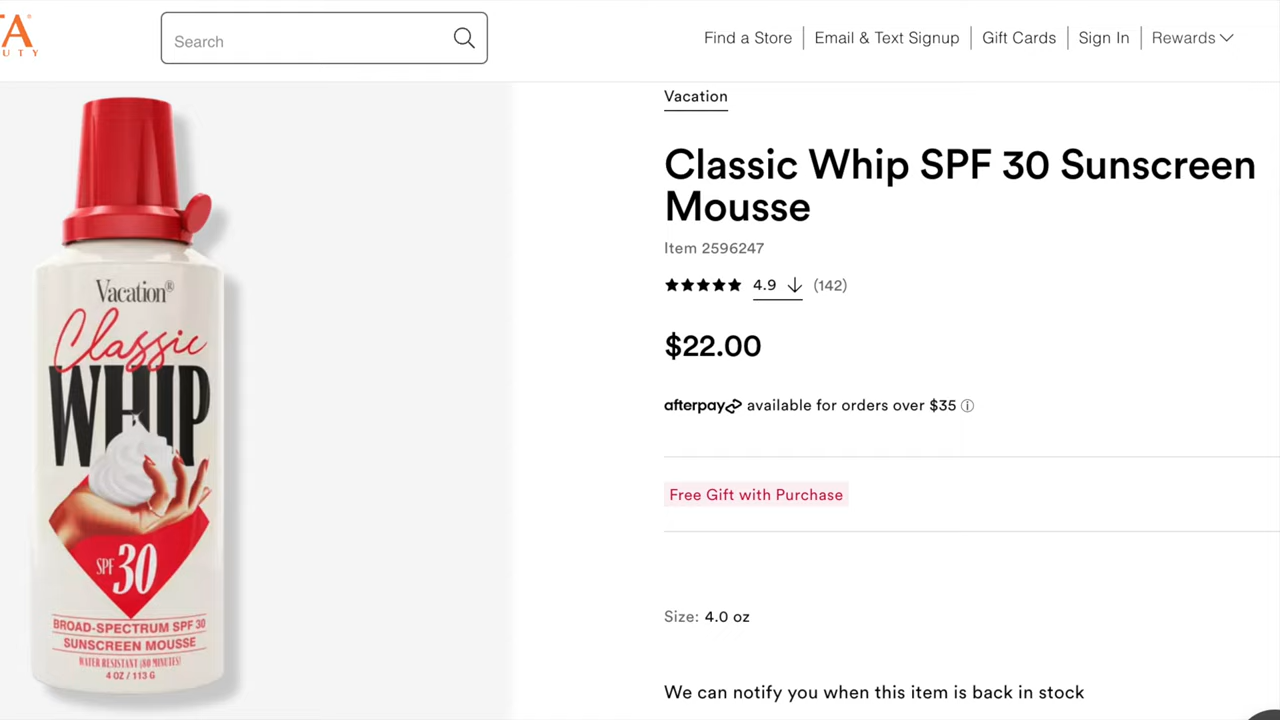 TA
UTY
Search
Find a Store
Email & Text Signup
Gift Cards
Sign In
Rewards
Vacation
Classic Whip SPF 30 Sunscreen
Mousse
Item 2596247
4.9
(142)
$22.00
afterpay available for orders over $35
Free Gift with Purchase
Size: 4.0 oz
We can notify you when this item is back in stock
Vacation®
Classic
WHIP
SPF 30
BROAD-SPECTRUM SPF 30
SUNSCREEN MOUSSE
WATER RESISTANT (80 MINUTES)
4 OZ / 113 G